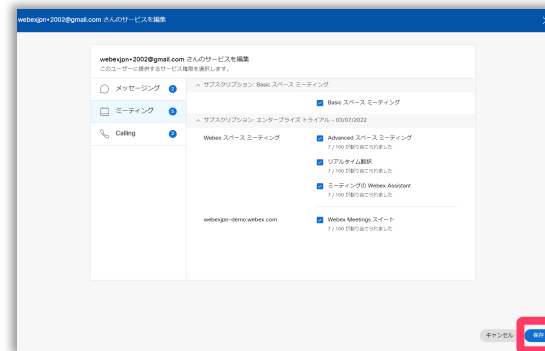 webexjpn+2002@gmail.com さんのサービスを編集
webexjpn+2002@gmail.com さんのサービスを編集
このユーザーに提供するサービス権限を選択します。
メッセージング 2
ミーティング 5
Calling 2
サブスクリプション: Basic スペース ミーティング
Basic スペース ミーティング
サブスクリプション: エンタープライズ トライアル - 03/07/2022
Webex スペース ミーティング
Advanced スペース ミーティング
7 / 100 が割り当てられました
リアルタイム翻訳
7 / 100 が割り当てられました
ミーティングの Webex Assistant
7 / 100 が割り当てられました
webexjpn-demo.webex.com
Webex Meetings スイート
7 / 100 が割り当てられました
キャンセル
保存